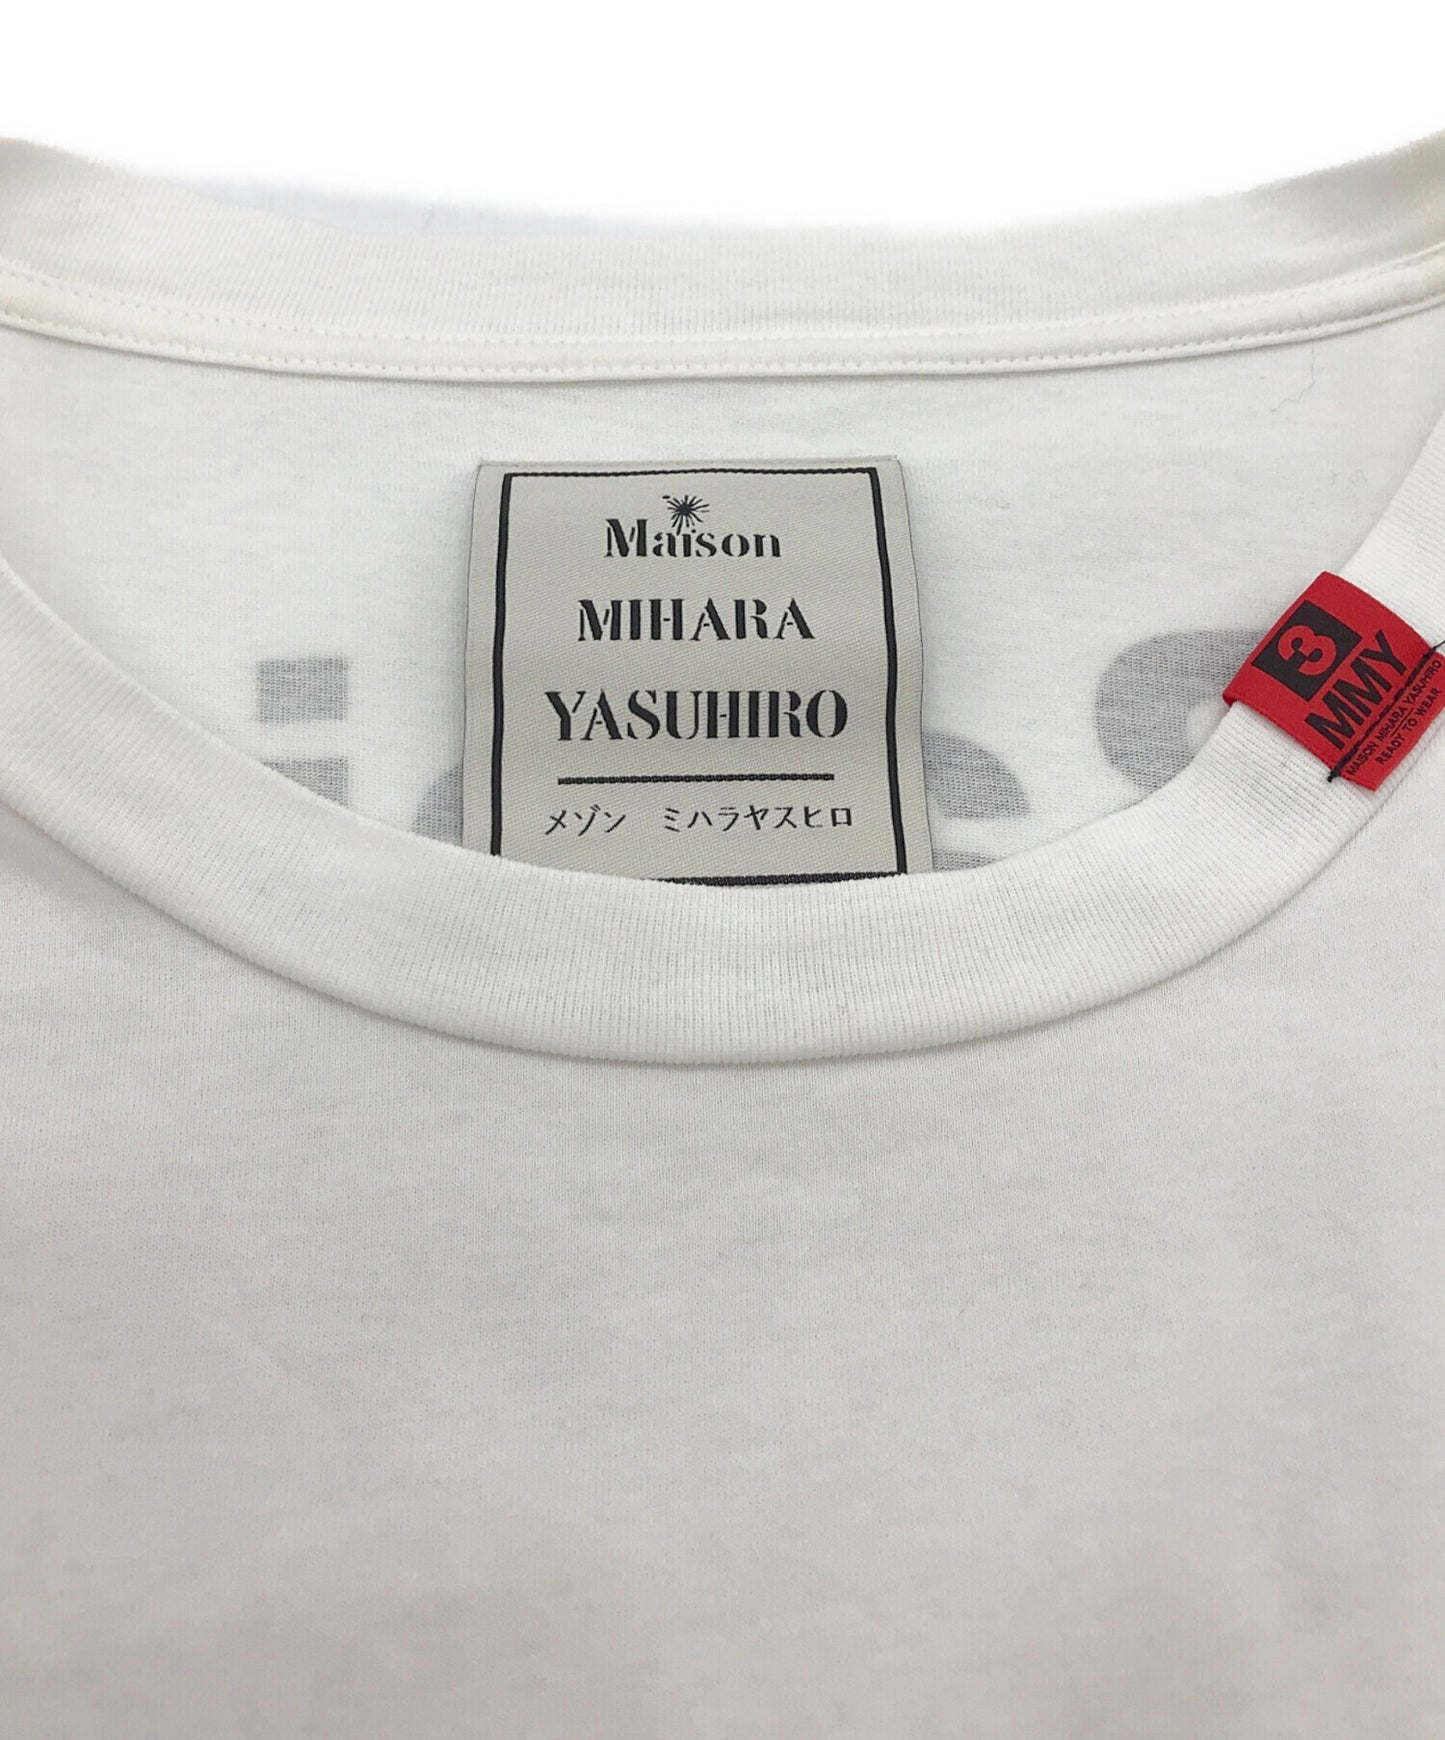 Maison
MIHARA
YASUHIRO
メゾン ミハラヤスヒロ
3
MMY
MAISON MIHARA YASUHIRO
READY TO WEAR